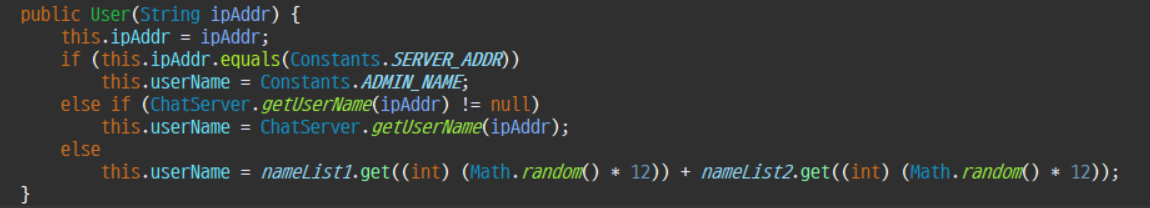 public User(String ipAddr) {
    this.ipAddr = ipAddr;
    if (this.ipAddr.equals(Constants.SERVER_ADDR))
        this.userName = Constants.ADMIN_NAME;
    else if (ChatServer.getUserName(ipAddr) != null)
        this.userName = ChatServer.getUserName(ipAddr);
    else
        this.userName = nameList1.get((int) (Math.random() * 12)) + nameList2.get((int) (Math.random() * 12));
}